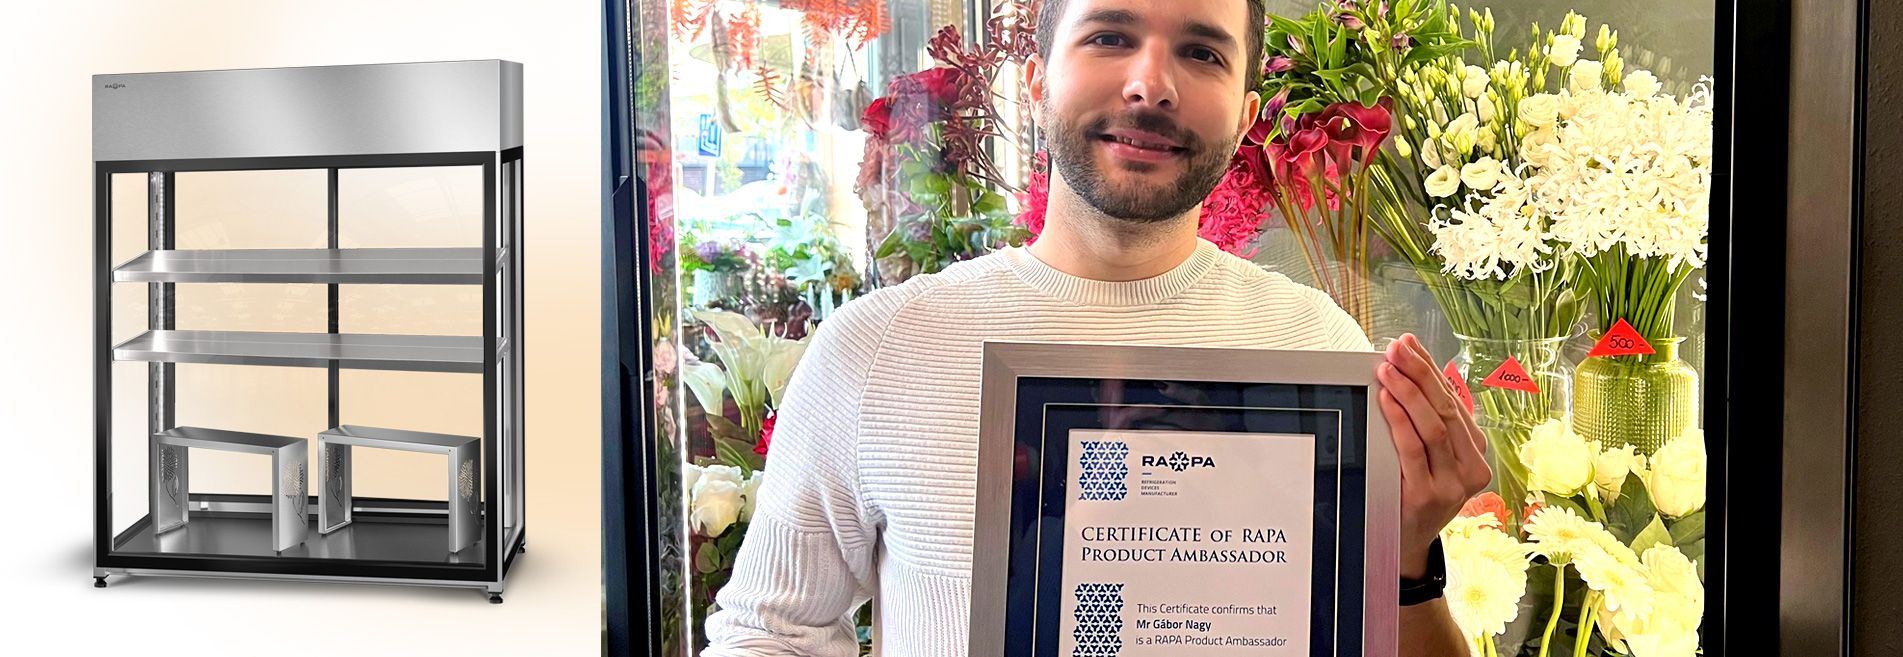 RAPA
500-
1000-
RAPA
REFRIGERATION
DEVICES
MANUFACTURER
CERTIFICATE OF RAPA
PRODUCT AMBASSADOR
This Certificate confirms that
Mr Gábor Nagy
is a RAPA Product Ambassador